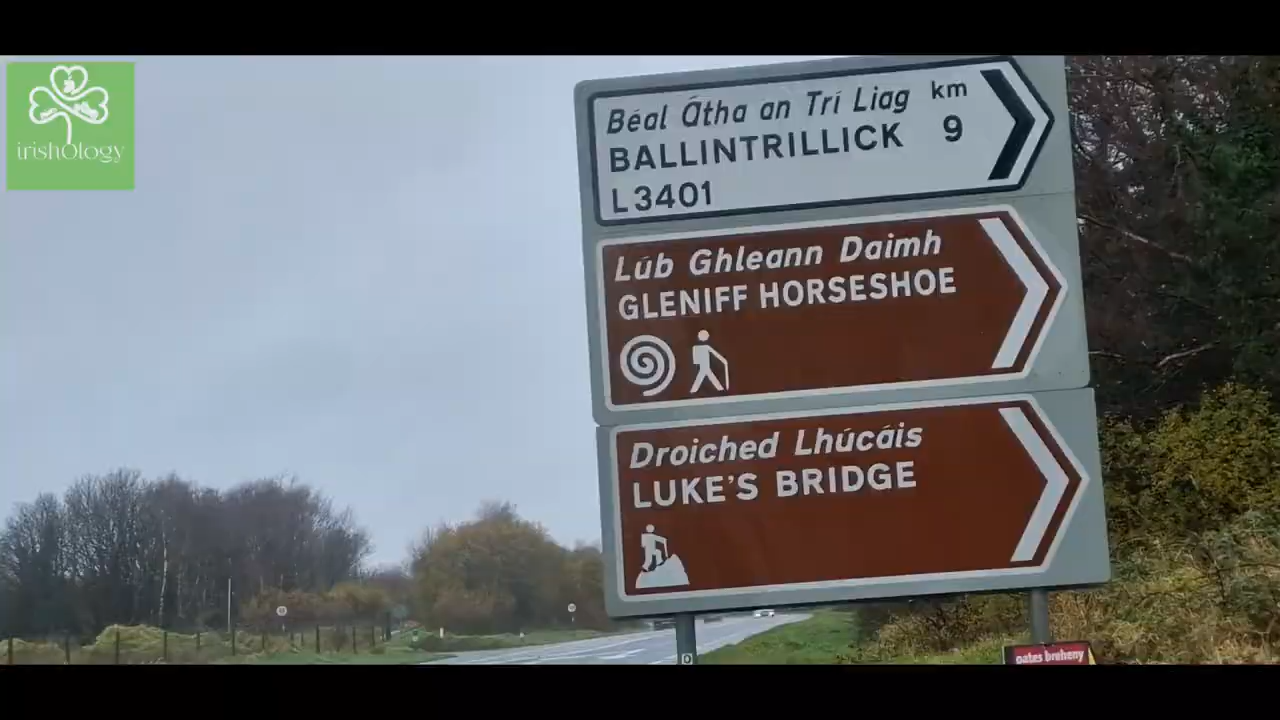 irishOlogy
Béal Átha an Trí Liag km
BALLINTRILLICK 9
L3401
Lúb Ghleann Daimh
GLENIFF HORSESHOE
Droiched Lhúcáis
LUKE'S BRIDGE
oates breheny